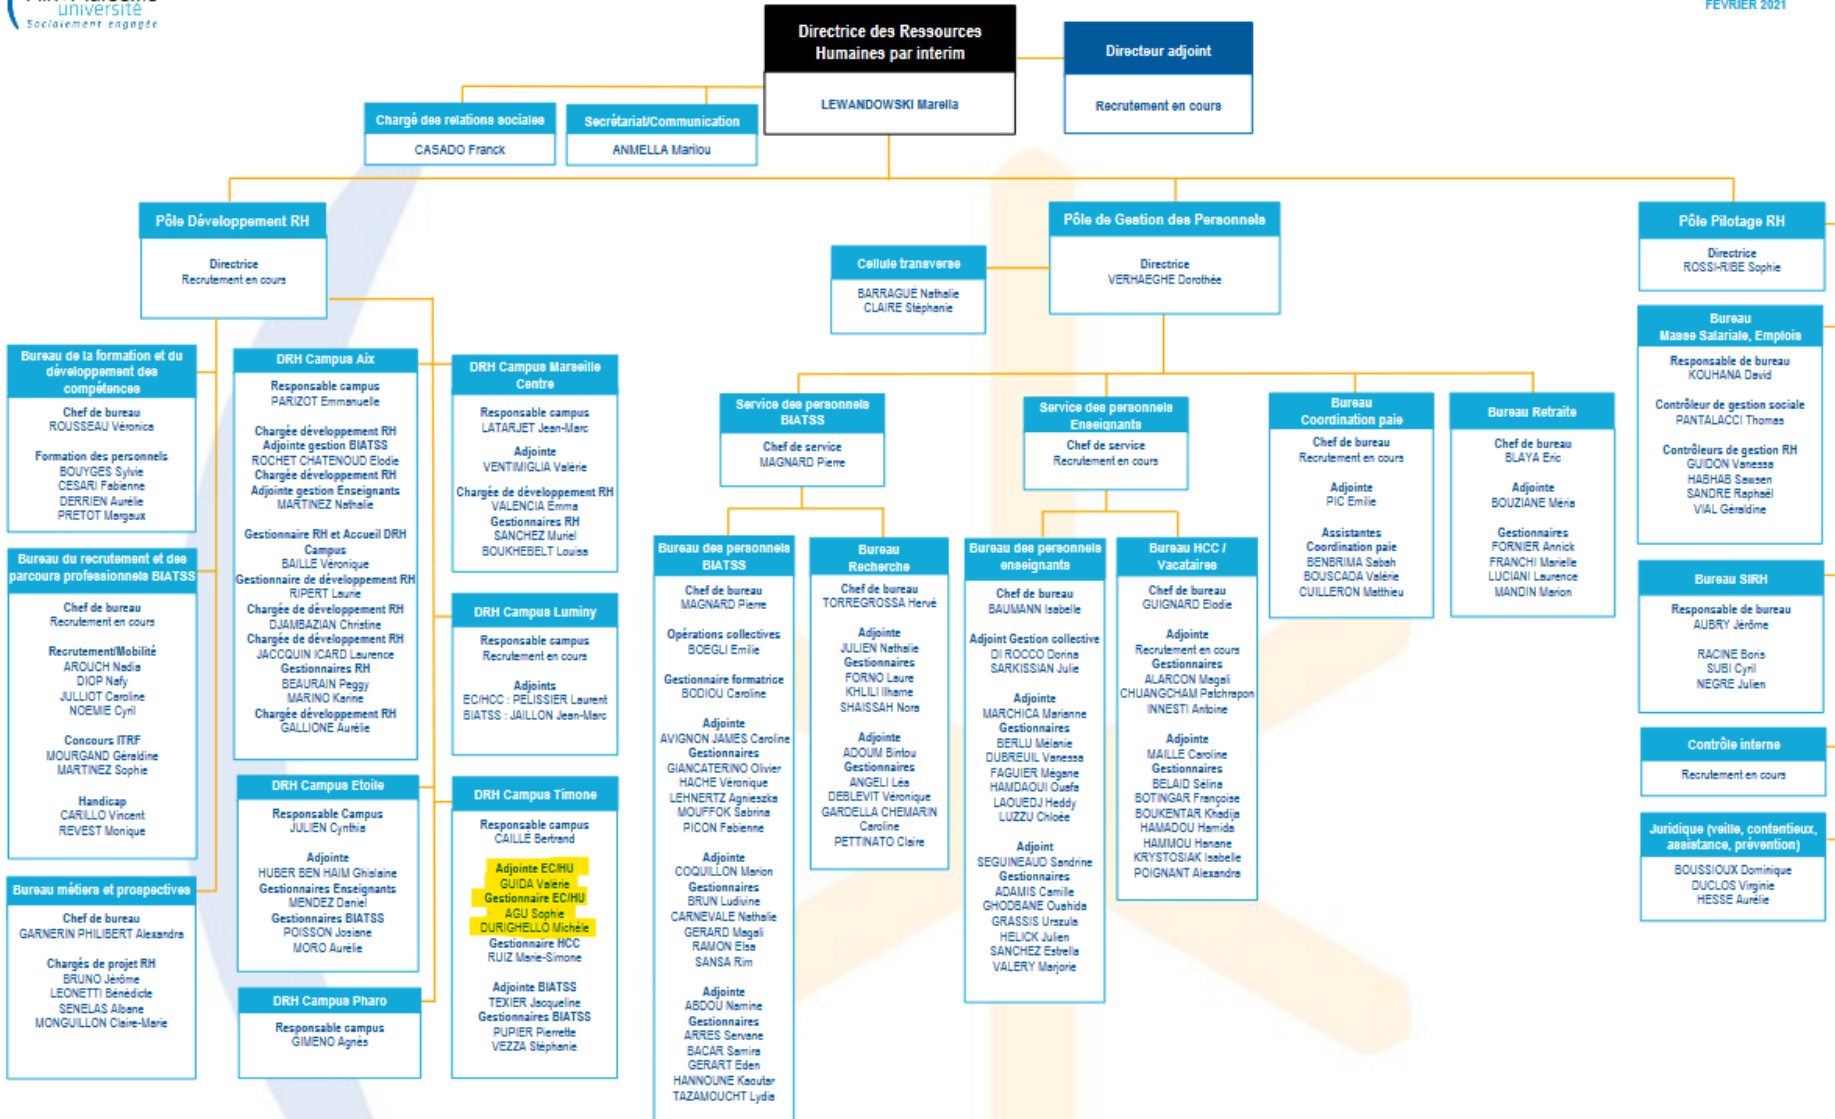 université
Socialement engagée
FÉVRIER 2021
Directrice des Ressources
Humaines par interim
LEWANDOWSKI Marella
Directeur adjoint
Recrutement en cours
Chargé des relations sociales
CASADO Franck
Secrétariat/Communication
ANMELLA Marilou
Pôle Développement RH
Directrice
Recrutement en cours
Bureau de la formation et du
développement des
compétences
Chef de bureau
ROUSSEAU Véronica
Formation des personnels
BOUYGES Sylvie
CESARI Fabienne
DERRIEN Aurélie
PRETOT Margaux
Bureau du recrutement et des
parcours professionnels BIATSS
Chef de bureau
Recrutement en cours
Recrutement/Mobilité
AROUCH Nadia
DIOP Nafy
JULLIOT Caroline
NOEMIE Cyril
Concours ITRF
MOURGAND Géraldine
MARTINEZ Sophie
Handicap
CARILLO Vincent
REVEST Monique
Bureau métiers et prospectives
Chef de bureau
GARNERIN PHILIBERT Alexandra
Chargés de projet RH
BRUNO Jérôme
LEONETTI Bénédicte
SENELAS Albane
MONGUILLON Claire-Marie
DRH Campus Aix
Responsable campus
PARIZOT Emmanuelle
Chargée développement RH
Adjointe gestion BIATSS
ROCHET CHATENOUD Elodie
Chargée développement RH
Adjointe gestion Enseignants
MARTINEZ Nathalie
Gestionnaire RH et Accueil DRH
Campus
BAILLE Véronique
Gestionnaire de développement RH
RIPERT Laurie
Chargée de développement RH
DJAMBAZIAN Christine
Chargée de développement RH
JACCQUIN ICARD Laurence
Gestionnaires RH
BEAURAIN Peggy
MARINO Karine
Chargée développement RH
GALLIONE Aurélie
DRH Campus Etoile
Responsable Campus
JULIEN Cynthia
Adjointe
HUBER BEN HAIM Ghislaine
Gestionnaires Enseignants
MENDEZ Daniel
Gestionnaires BIATSS
POISSON Josiane
MORO Aurélie
DRH Campus Pharo
Responsable campus
GIMENO Agnès
DRH Campus Marseille
Centre
Responsable campus
LATARJET Jean-Marc
Adjointe
VENTIMIGLIA Valérie
Chargée de développement RH
VALENCIA Emma
Gestionnaires RH
SANCHEZ Muriel
BOUKHEBELT Louisa
DRH Campus Luminy
Responsable campus
Recrutement en cours
Adjoints
EC/HCC : PELISSIER Laurent
BIATSS : JAILLON Jean-Marc
DRH Campus Timone
Responsable campus
CAILLÉ Bertrand
Adjointe EC/HU
GUIDA Valérie
Gestionnaire EC/HU
AGU Sophie
DURIGHELLO Michèle
Gestionnaire HCC
RUIZ Marie-Simone
Adjointe BIATSS
TEXIER Jacqueline
Gestionnaires BIATSS
PUPIER Pierrette
VEZZA Stéphanie
Pôle de Gestion des Personnels
Directrice
VERHAEGHE Dorothée
Cellule transverse
BARRAGUÉ Nathalie
CLAIRE Stéphanie
Service des personnels
BIATSS
Chef de service
MAGNARD Pierre
Bureau des personnels
BIATSS
Chef de bureau
MAGNARD Pierre
Opérations collectives
BOEGLI Emilie
Gestionnaire formatrice
BODIOU Caroline
Adjointe
AVIGNON JAMES Caroline
Gestionnaires
GIANCATERINO Olivier
HACHE Véronique
LEHNERTZ Agnieszka
MOUFFOK Sabrina
PICON Fabienne
Adjointe
COQUILLON Marion
Gestionnaires
BRUN Ludivine
CARNEVALE Nathalie
GERARD Magali
RAMON Elsa
SANSA Rim
Adjointe
ABDOU Namine
Gestionnaires
ARRES Servane
BACAR Samira
GERART Eden
HANNOUNE Kaoutar
TAZAMOUCHT Lydia
Bureau
Recherche
Chef de bureau
TORREGROSSA Hervé
Adjointe
JULIEN Nathalie
Gestionnaires
FORNO Laure
KHLILI Ilhame
SHAISSAH Nora
Adjointe
ADOUM Bintou
Gestionnaires
ANGELI Léa
DEBLEVIT Véronique
GARDELLA CHEMARIN
Caroline
PETTINATO Claire
Service des personnels
Enseignants
Chef de service
Recrutement en cours
Bureau des personnels
enseignants
Chef de bureau
BAUMANN Isabelle
Adjoint Gestion collective
DI ROCCO Dorina
SARKISSIAN Julie
Adjointe
MARCHICA Marianne
Gestionnaires
BERLU Mélanie
DUBREUIL Vanessa
FAGUIER Mégane
HAMDAOUI Ouafa
LAOUEDJ Heddy
LUZZU Chloée
Adjoint
SEGUINEAUD Sandrine
Gestionnaires
ADAMIS Camille
GHODBANE Ouahida
GRASSIS Urszula
HELICK Julien
SANCHEZ Estrella
VALERY Marjorie
Bureau HCC /
Vacataires
Chef de bureau
GUIGNARD Elodie
Adjointe
Recrutement en cours
Gestionnaires
ALARCON Magali
CHUANGCHAM Patchrapon
INNESTI Antoine
Adjointe
MAILLE Caroline
Gestionnaires
BELAID Sélina
BOTINGAR Françoise
BOUKENTAR Khadija
HAMADOU Hamida
HAMMOU Hanane
KRYSTOSIAK Isabelle
POIGNANT Alexandra
Bureau
Coordination paie
Chef de bureau
Recrutement en cours
Adjointe
PIC Emilie
Assistantes
Coordination paie
BENBRIMA Sabah
BOUSCADA Valérie
CUILLERON Matthieu
Bureau Retraite
Chef de bureau
BLAYA Eric
Adjointe
BOUZIANE Méria
Gestionnaires
FORNIER Annick
FRANCHI Marielle
LUCIANI Laurence
MANDIN Marion
Pôle Pilotage RH
Directrice
ROSSI-RIBE Sophie
Bureau
Masse Salariale, Emplois
Responsable de bureau
KOUHANA David
Contrôleur de gestion sociale
PANTALACCI Thomas
Contrôleurs de gestion RH
GUIDON Vanessa
HABHAB Sawsen
SANDRE Raphaël
VIAL Géraldine
Bureau SIRH
Responsable de bureau
AUBRY Jérôme
RACINE Boris
SUBI Cyril
NEGRE Julien
Contrôle interne
Recrutement en cours
Juridique (veille, contentieux,
assistance, prévention)
BOUSSIOUX Dominique
DUCLOS Virginie
HESSE Aurélie